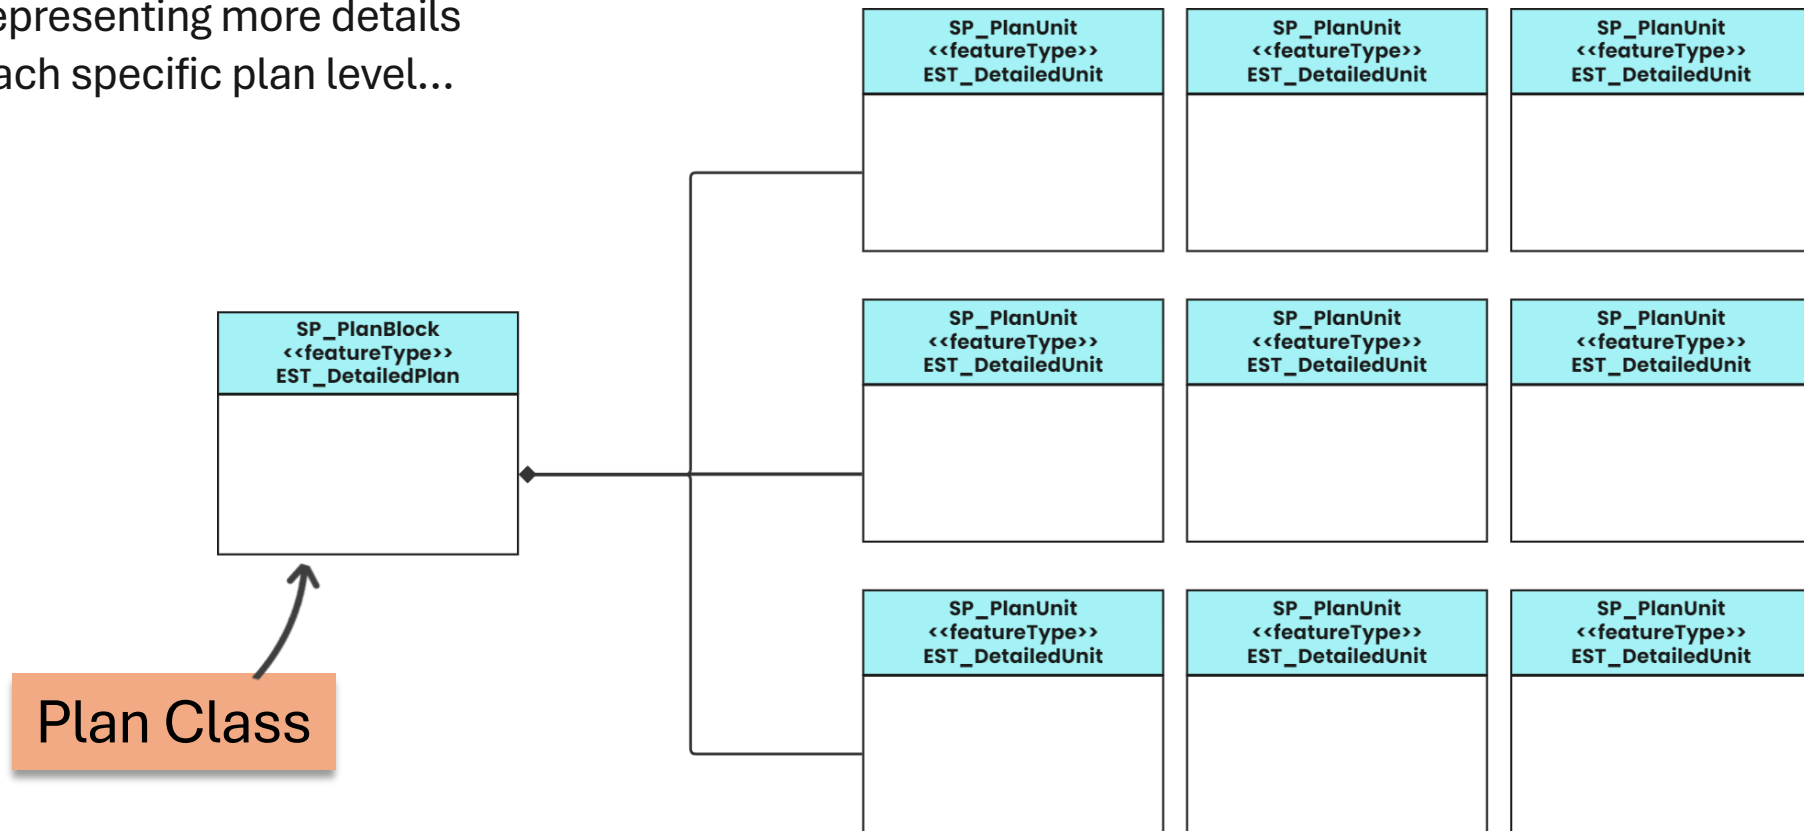 epresenting more details
ach specific plan level...
SP_PlanUnit
<<featureType>>
EST_DetailedUnit
SP_PlanUnit
<<featureType>>
EST_DetailedUnit
SP_PlanUnit
<<featureType>>
EST_DetailedUnit
SP_PlanBlock
<<featureType>>
EST_DetailedPlan
SP_PlanUnit
<<featureType>>
EST_DetailedUnit
SP_PlanUnit
<<featureType>>
EST_DetailedUnit
SP_PlanUnit
<<featureType>>
EST_DetailedUnit
SP_PlanUnit
<<featureType>>
EST_DetailedUnit
SP_PlanUnit
<<featureType>>
EST_DetailedUnit
SP_PlanUnit
<<featureType>>
EST_DetailedUnit
Plan Class